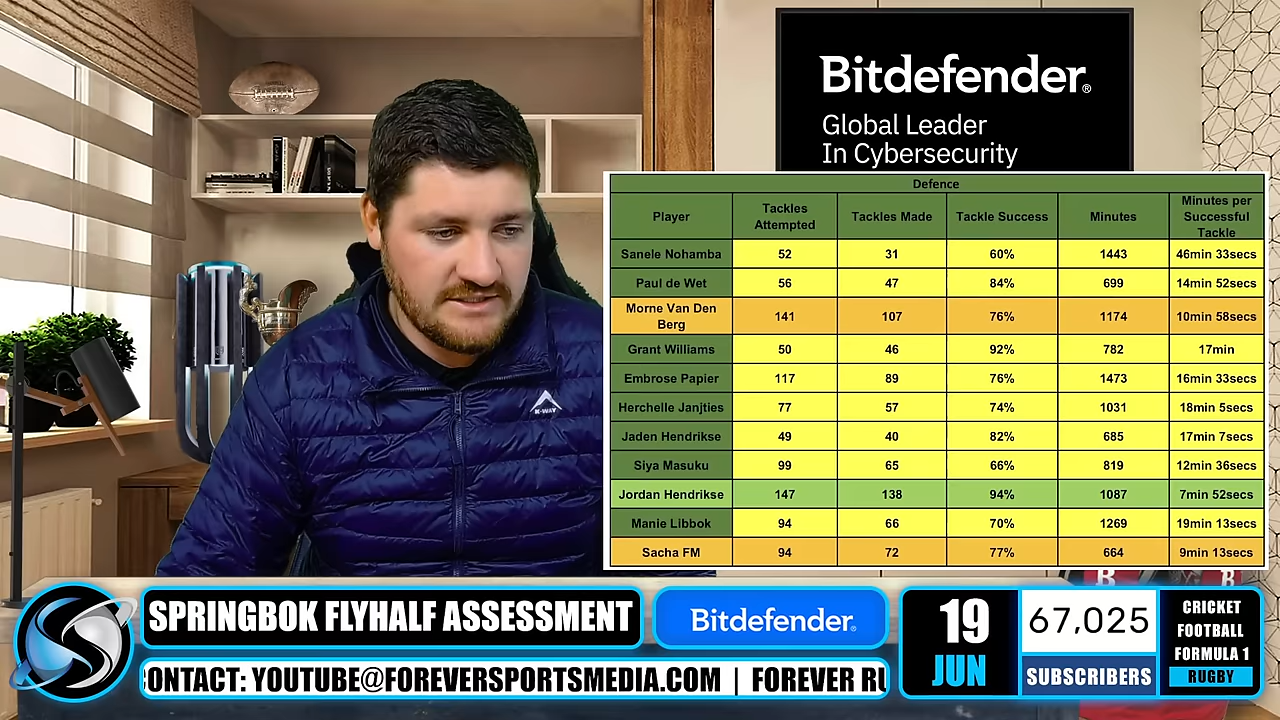 Bitdefender®
Global Leader
In Cybersecurity
Defence
Player Tackles Attempted Tackles Made Tackle Success Minutes Minutes per Successful Tackle
Sanele Nohamba 52 31 60% 1443 46min 33secs
Paul de Wet 56 47 84% 699 14min 52secs
Morne Van Den Berg 141 107 76% 1174 10min 58secs
Grant Williams 50 46 92% 782 17min
Embrose Papier 117 89 76% 1473 16min 33secs
Herchelle Janjties 77 57 74% 1031 18min 5secs
Jaden Hendrikse 49 40 82% 685 17min 7secs
Siya Masuku 99 65 66% 819 12min 36secs
Jordan Hendrikse 147 138 94% 1087 7min 52secs
Manie Libbok 94 66 70% 1269 19min 13secs
Sacha FM 94 72 77% 664 9min 13secs
K-WAY
B B
SPRINGBOK FLYHALF ASSESSMENT
Bitdefender®
19
JUN
67,025
SUBSCRIBERS
CRICKET
FOOTBALL
FORMULA 1
RUGBY
ONTACT: YOUTUBE@FOREVERSPORTSMEDIA.COM | FOREVER RU